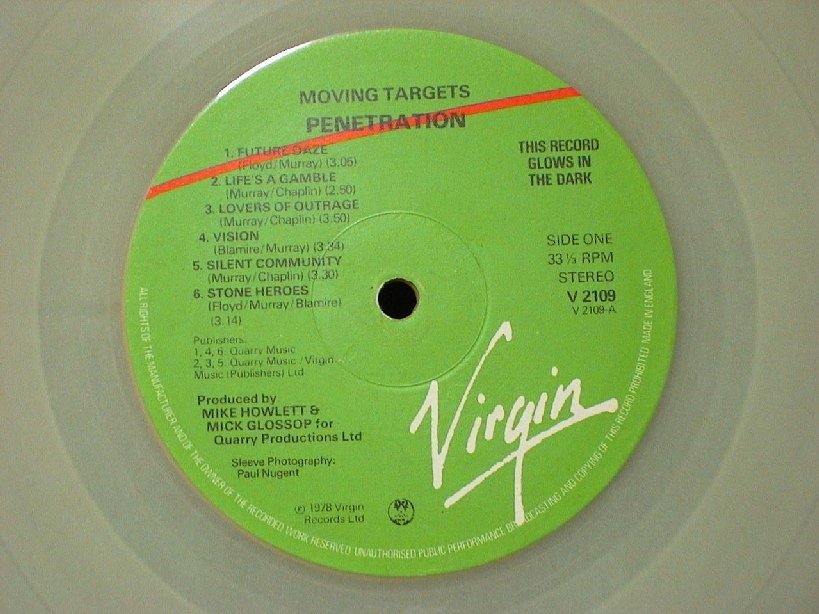 MOVING TARGETS
PENETRATION
1. FUTURE DAZE
(Floyd/Murray) (3.05)
2. LIFE'S A GAMBLE
(Murray/Chaplin) (2.50)
3. LOVERS OF OUTRAGE
(Murray/Chaplin) (3.50)
4. VISION
(Blamire/Murray) (3.34)
5. SILENT COMMUNITY
(Murray/Chaplin) (3.30)
6. STONE HEROES
(Floyd/Murray/Blamire)
(3.14)
Publishers:
1, 4, 6. Quarry Music
2, 3, 5. Quarry Music/Virgin
Music (Publishers) Ltd
Produced by
MIKE HOWLETT &
MICK GLOSSOP for
Quarry Productions Ltd
Sleeve Photography:
Paul Nugent
℗ 1978 Virgin
Records Ltd
THIS RECORD
GLOWS IN
THE DARK
SIDE ONE
33 ⅓ RPM
STEREO
V 2109
V 2109-A
Virgin
ALL RIGHTS OF THE MANUFACTURER AND OF THE OWNER OF THE RECORDED WORK RESERVED. UNAUTHORISED PUBLIC PERFORMANCE BROADCASTING AND COPYING OF THIS RECORD PROHIBITED. MADE IN ENGLAND